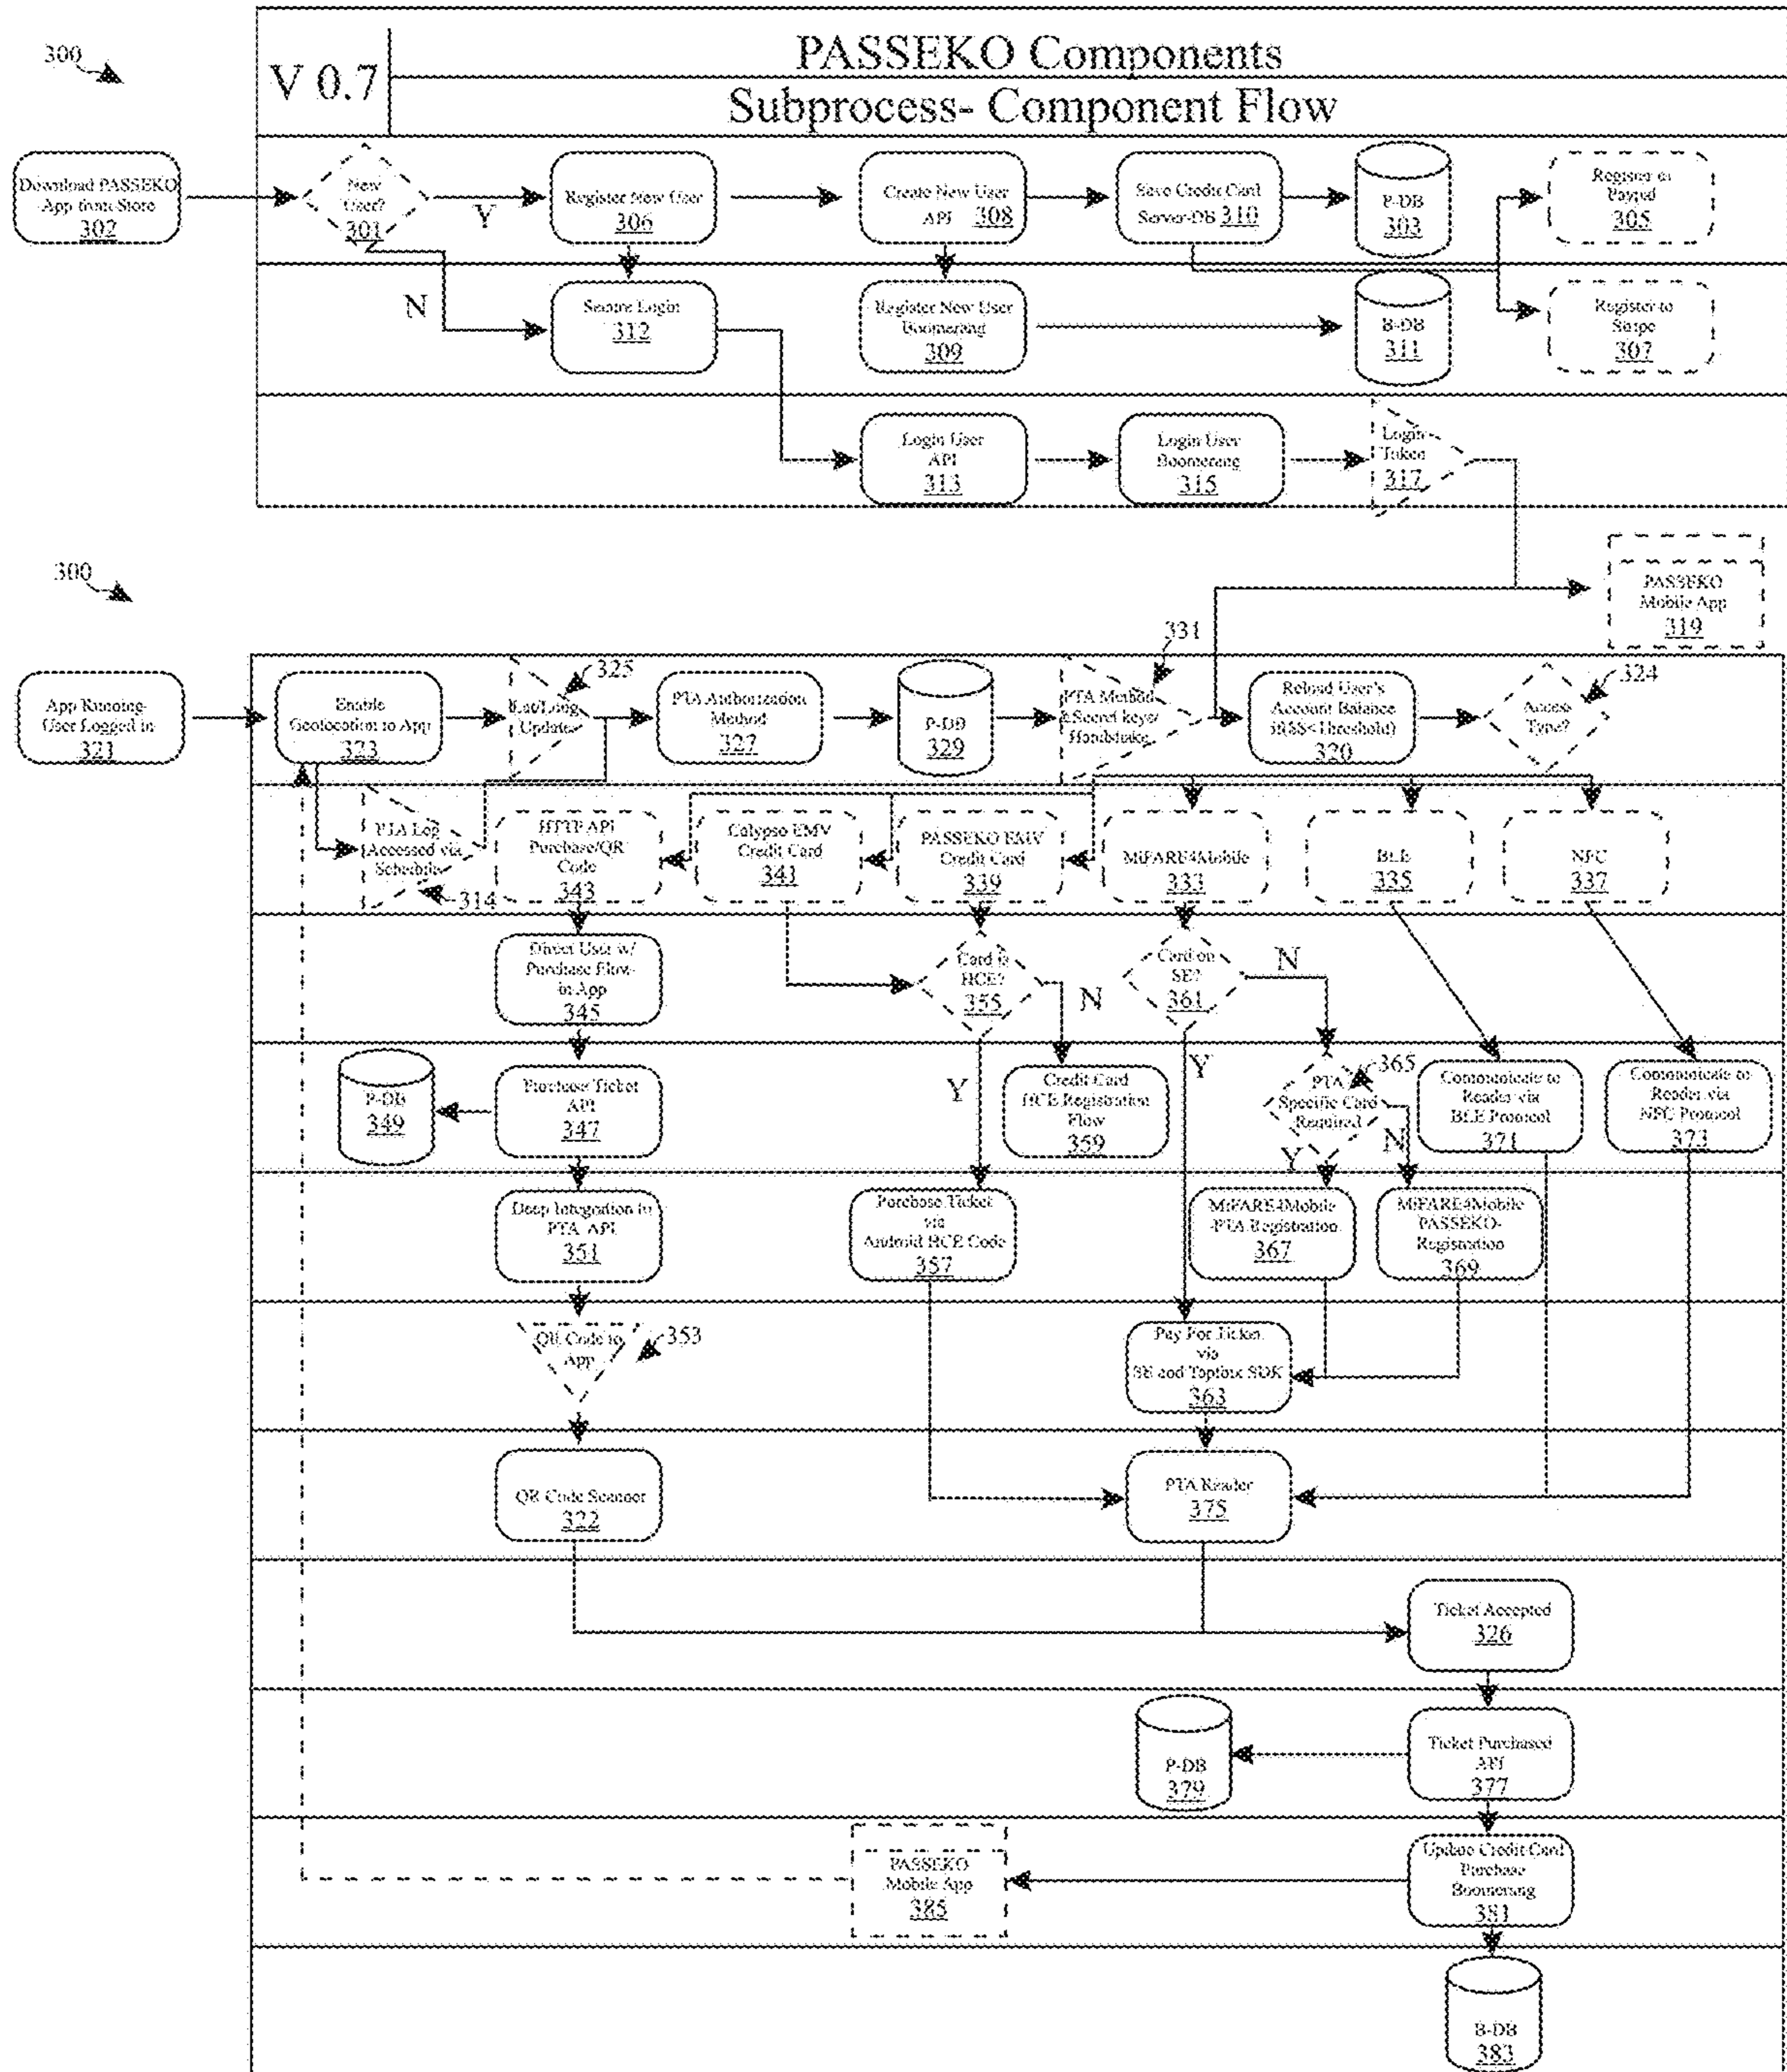 300
V 0.7
PASSEKO Components
Subprocess- Component Flow
Download PASSEKO
App from Store
302
New
User?
301
Y
Register New User
306
Create New User
API
308
Save Credit Card
Server-DB 310
P-DB
303
Register to
Paypal
305
N
Secure Login
312
Register New User
Boomerang
309
B-DB
311
Register to
Stripe
307
Login User
API
313
Login User
Boomerang
315
Login
Token
317
300
PASSEKO
Mobile App
319
331
App Running-
User Logged in
321
Enable
Geolocation to App
323
325
Lat/Long
Update
PTA Authorization
Method
327
P-DB
329
PTA Method
Secret keys/
Handshake
Reload User's
Account Balance
if($$<Threshold)
320
324
Access
Type?
PTA Log
Accessed via
Schedule
314
HTTP API
Purchase/QR
Code
343
Calypso EMV
Credit Card
341
PASSEKO EMV
Credit Card
339
MiFARE4Mobile
333
BLE
335
NFC
337
Direct User w/
Purchase Flow
in App
345
Card is
HCE?
355
N
Card on
SE?
361
N
P-DB
349
Purchase Ticket
API
347
Y
Credit Card
HCE Registration
Flow
359
Y
365
PTA
Specific Card
Required
Y
N
Communicate to
Reader via
BLE Protocol
371
Communicate to
Reader via
NFC Protocol
373
Deep Integration to
PTA API
351
Purchase Ticket
via
Android HCE Code
357
MiFARE4Mobile
-PTA Registration
367
MiFARE4Mobile
PASSEKO-
Registration
369
QR Code to
App
353
Pay For Ticket
via
SE and Toplinx SDK
363
QR Code Scanner
322
PTA Reader
375
Ticket Accepted
326
P-DB
379
Ticket Purchased
API
377
PASSEKO
Mobile App
385
Update Credit Card
Purchase
Boomerang
381
B-DB
383